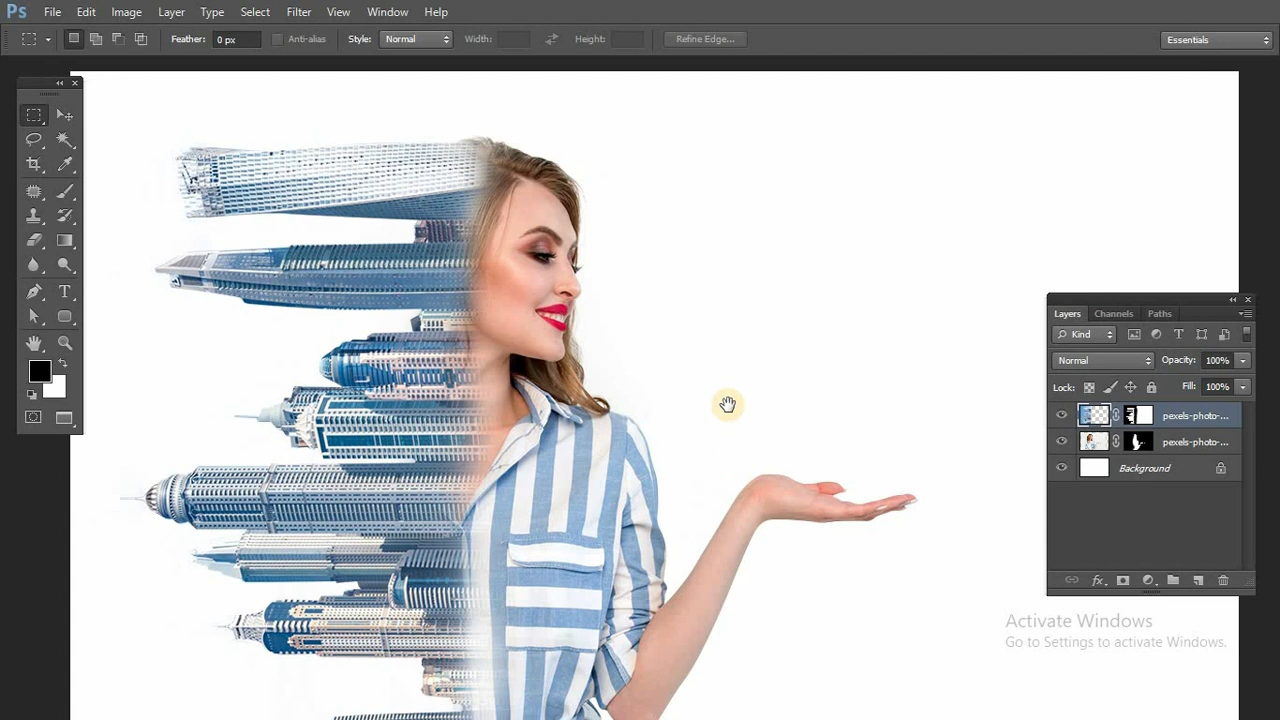 Ps File Edit Image Layer Type Select Filter View Window Help
Feather: 0 px Anti-alias Style: Normal Width: Height: Refine Edge... Essentials
Layers Channels Paths
Kind
Normal Opacity: 100%
Lock: Fill: 100%
pexels-photo-...
pexels-photo-...
Background
fx
Activate Windows
Go to Settings to activate Windows.